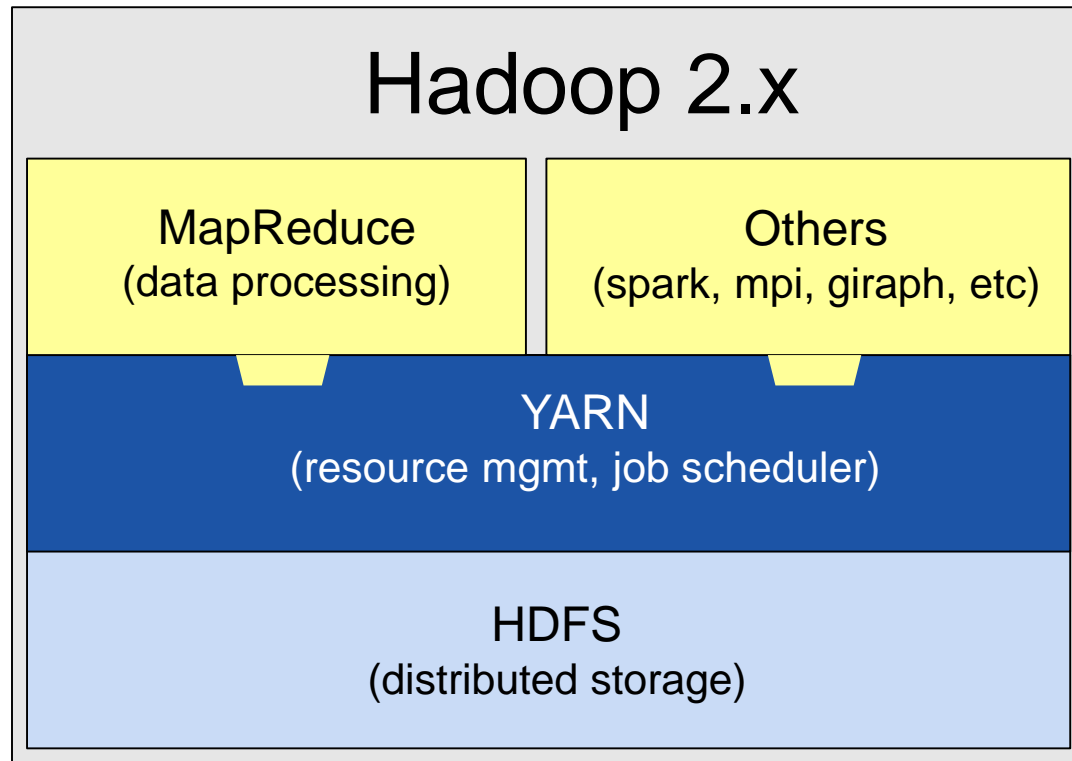 Hadoop 2.x
MapReduce
(data processing)
Others
(spark, mpi, giraph, etc)
YARN
(resource mgmt, job scheduler)
HDFS
(distributed storage)